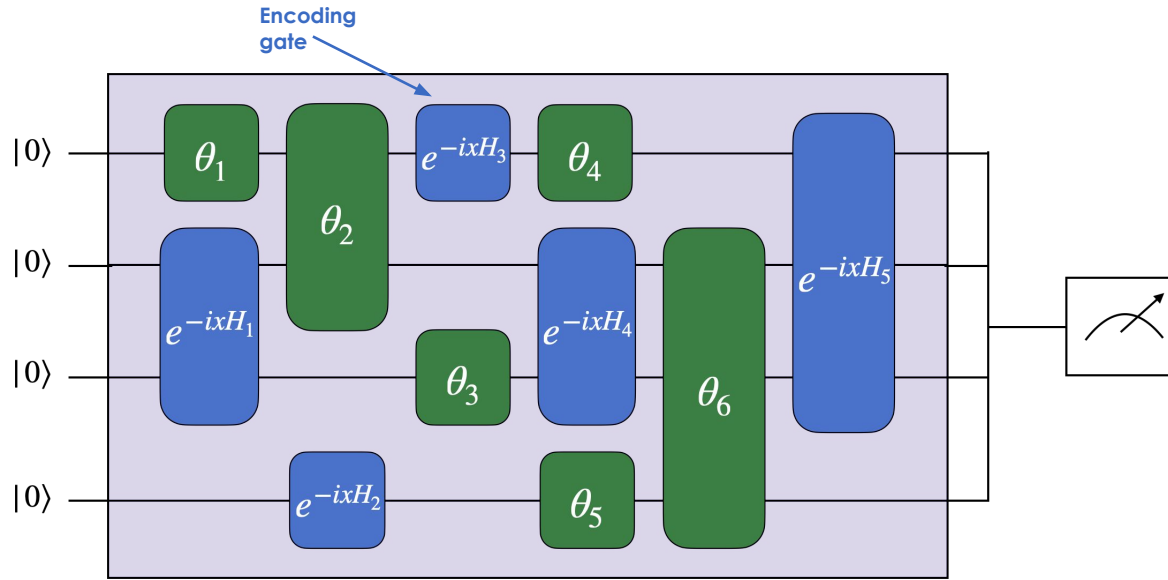 Encoding
gate
|0⟩
θ₁
θ₂
e^{-ixH₃}
θ₄
|0⟩
e^{-ixH₁}
e^{-ixH₄}
e^{-ixH₅}
|0⟩
θ₃
θ₆
|0⟩
e^{-ixH₂}
θ₅